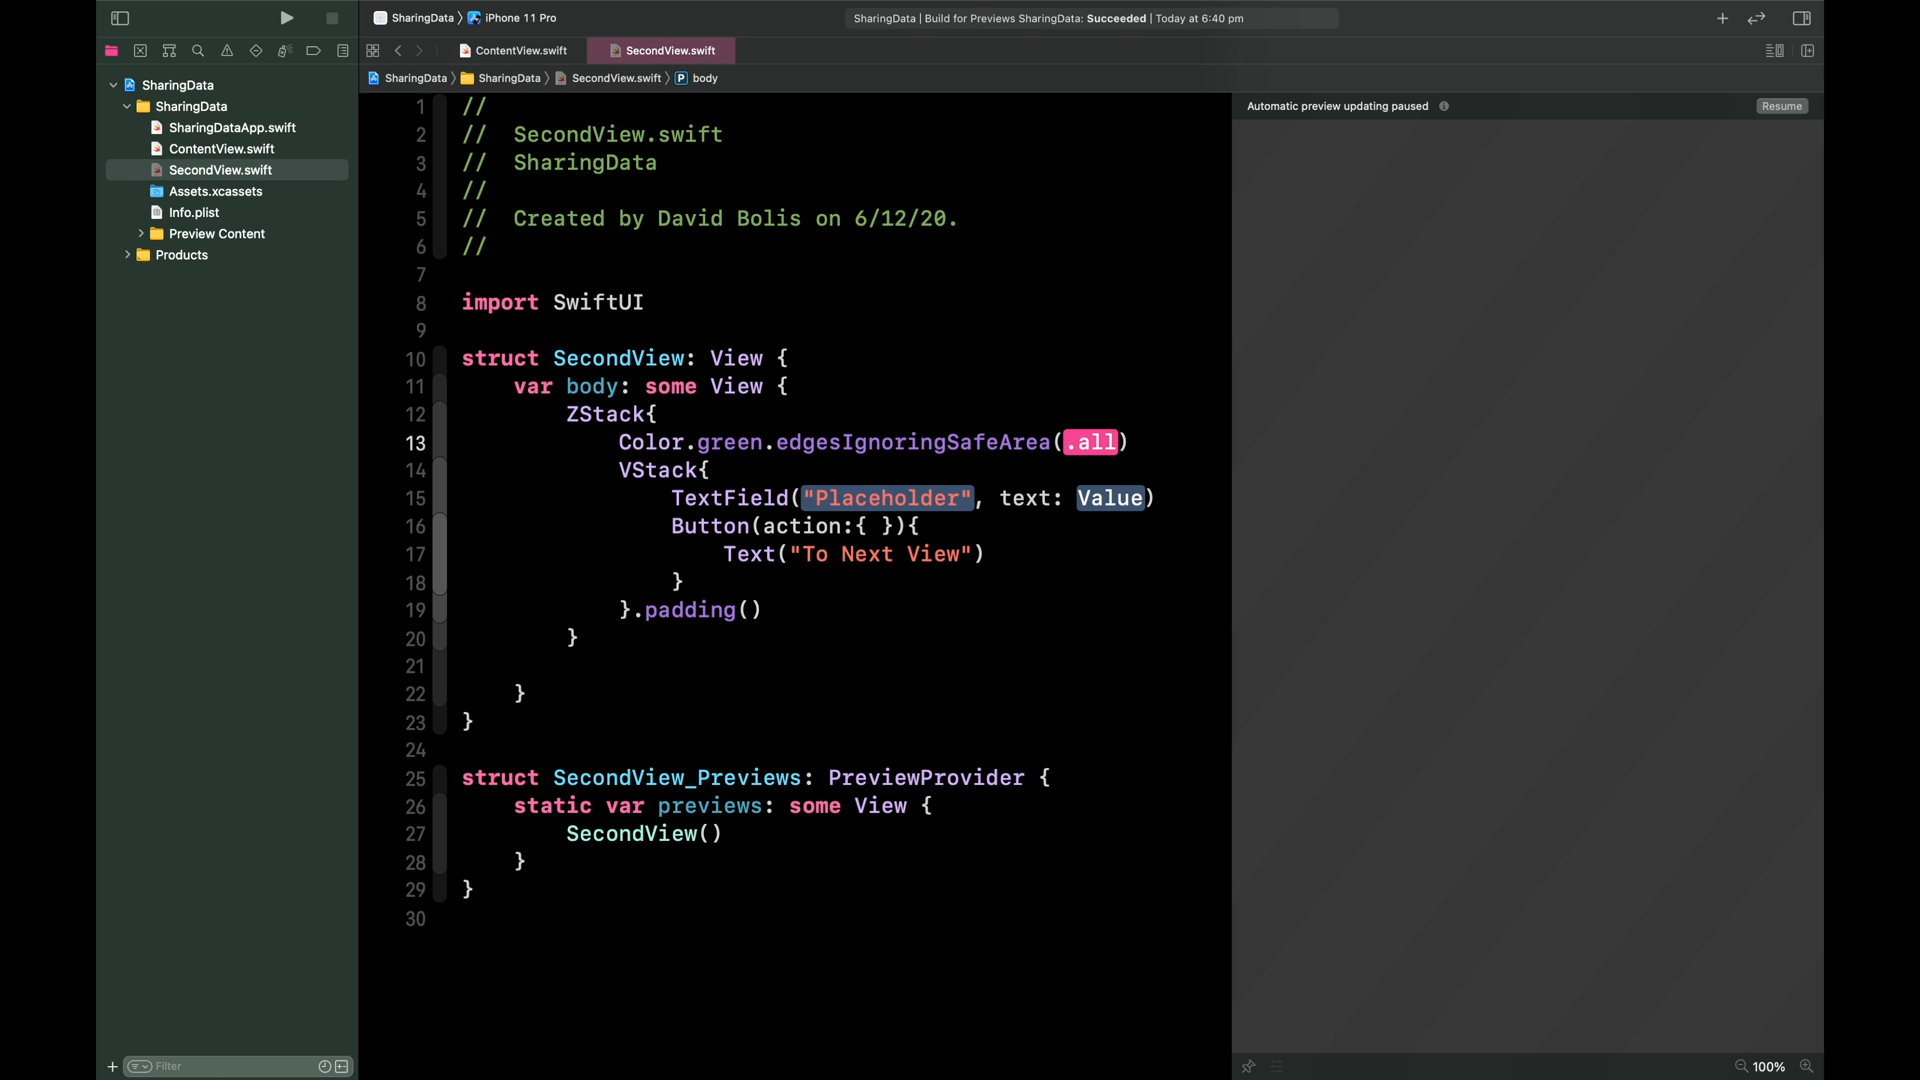 SharingData
iPhone 11 Pro
SharingData | Build for Previews SharingData: Succeeded | Today at 6:40 pm
ContentView.swift
SecondView.swift
SharingData
SharingData
SecondView.swift
P
body
SharingData
SharingData
SharingDataApp.swift
ContentView.swift
SecondView.swift
Assets.xcassets
Info.plist
Preview Content
Products
Filter
1 //
2 //  SecondView.swift
3 //  SharingData
4 //
5 //  Created by David Bolis on 6/12/20.
6 //
7
8 import SwiftUI
9
10 struct SecondView: View {
11     var body: some View {
12         ZStack{
13             Color.green.edgesIgnoringSafeArea(.all)
14             VStack{
15                 TextField("Placeholder", text: Value)
16                 Button(action:{ }){
17                     Text("To Next View")
18                 }
19             }.padding()
20         }
21
22     }
23 }
24
25 struct SecondView_Previews: PreviewProvider {
26     static var previews: some View {
27         SecondView()
28     }
29 }
30
Automatic preview updating paused
Resume
100%